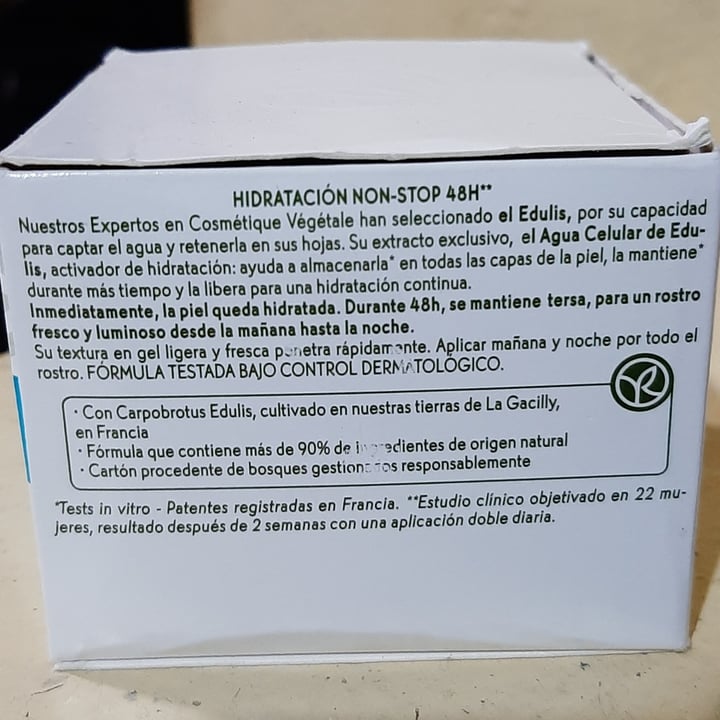 HIDRATACIÓN NON-STOP 48H**
Nuestros Expertos en Cosmétique Végétale han seleccionado el Edulis, por su capacidad
para captar el agua y retenerla en sus hojas. Su extracto exclusivo, el Agua Celular de Edu-
lis, activador de hidratación: ayuda a almacenarla* en todas las capas de la piel, la mantiene*
durante más tiempo y la libera para una hidratación continua.
Inmediatamente, la piel queda hidratada. Durante 48h, se mantiene tersa, para un rostro
fresco y luminoso desde la mañana hasta la noche.
Su textura en gel ligera y fresca penetra rápidamente. Aplicar mañana y noche por todo el
rostro. FÓRMULA TESTADA BAJO CONTROL DERMATOLÓGICO.
· Con Carpobrotus Edulis, cultivado en nuestras tierras de La Gacilly,
en Francia
· Fórmula que contiene más de 90% de ingredientes de origen natural
· Cartón procedente de bosques gestionados responsablemente
*Tests in vitro - Patentes registradas en Francia. **Estudio clínico objetivado en 22 mu-
jeres, resultado después de 2 semanas con una aplicación doble diaria.